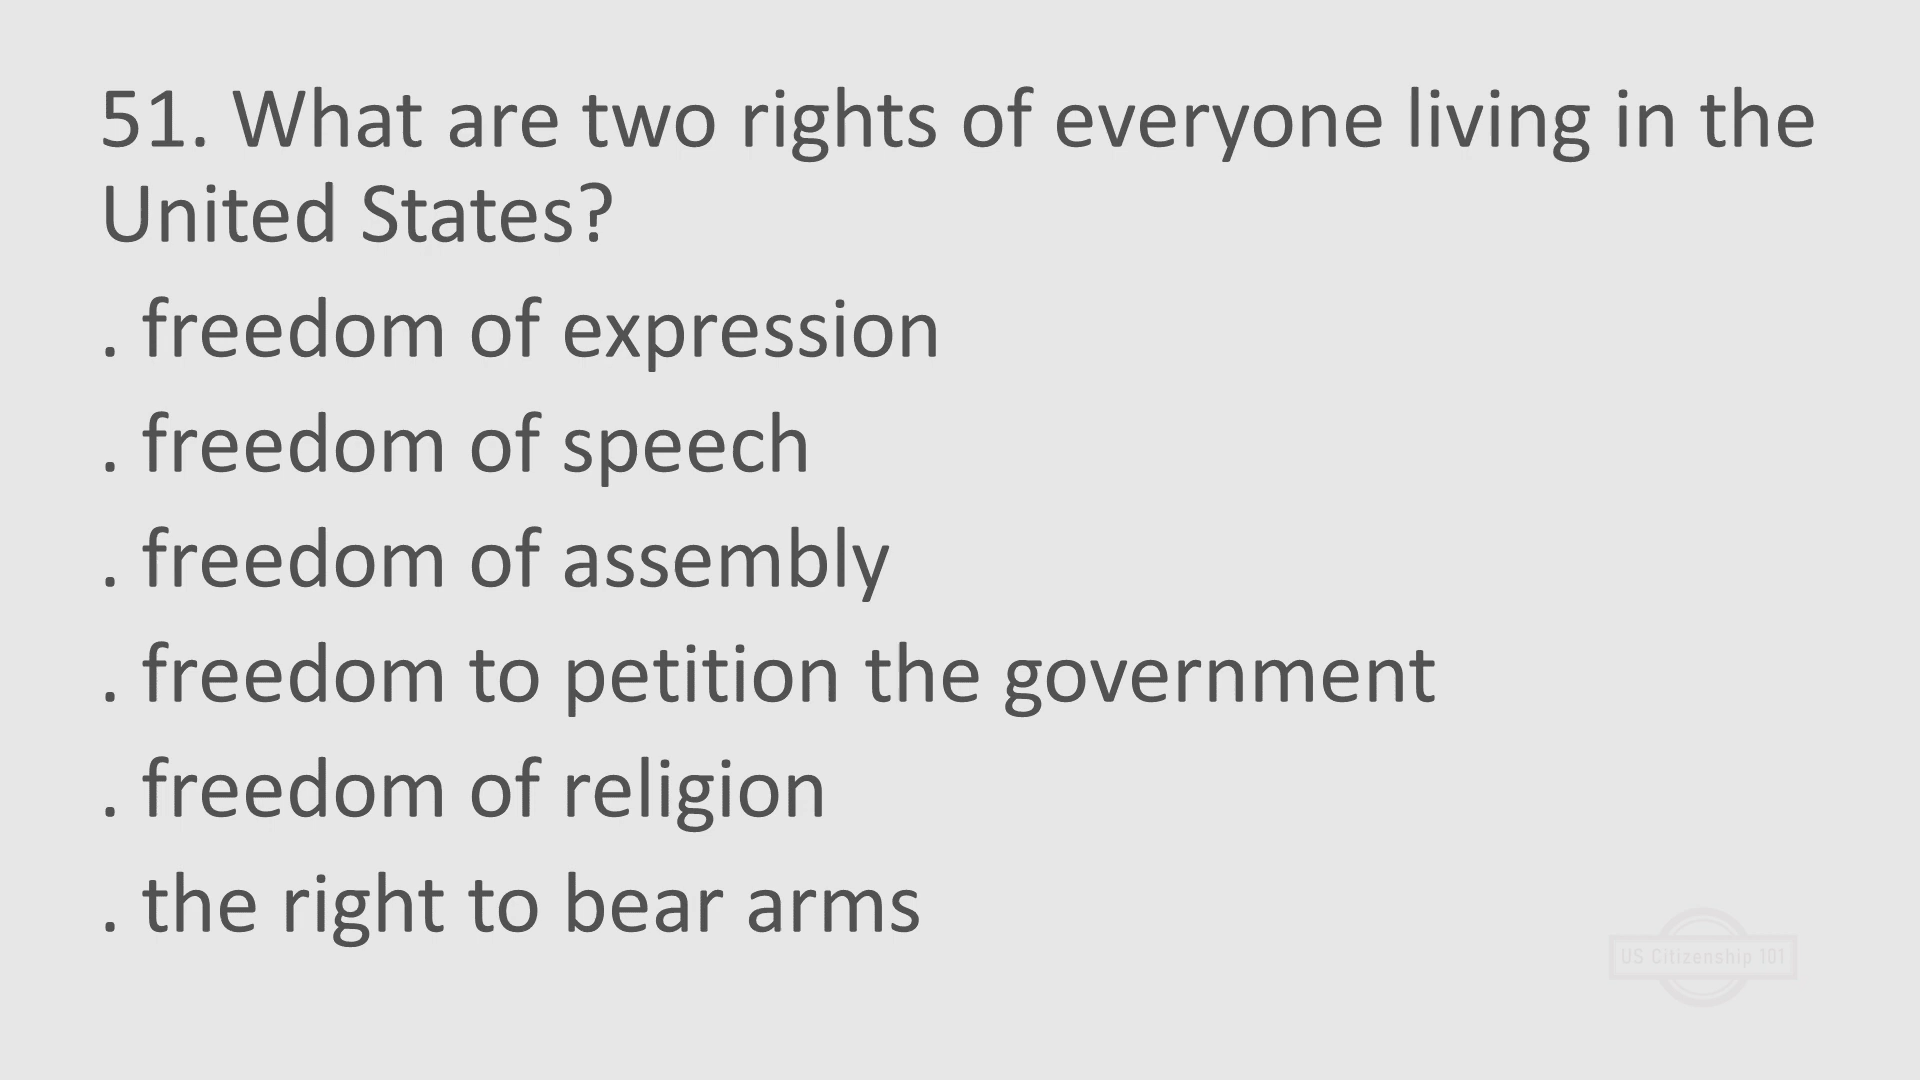 51. What are two rights of everyone living in the
United States?
. freedom of expression
. freedom of speech
. freedom of assembly
. freedom to petition the government
. freedom of religion
. the right to bear arms
US Citizenship 101